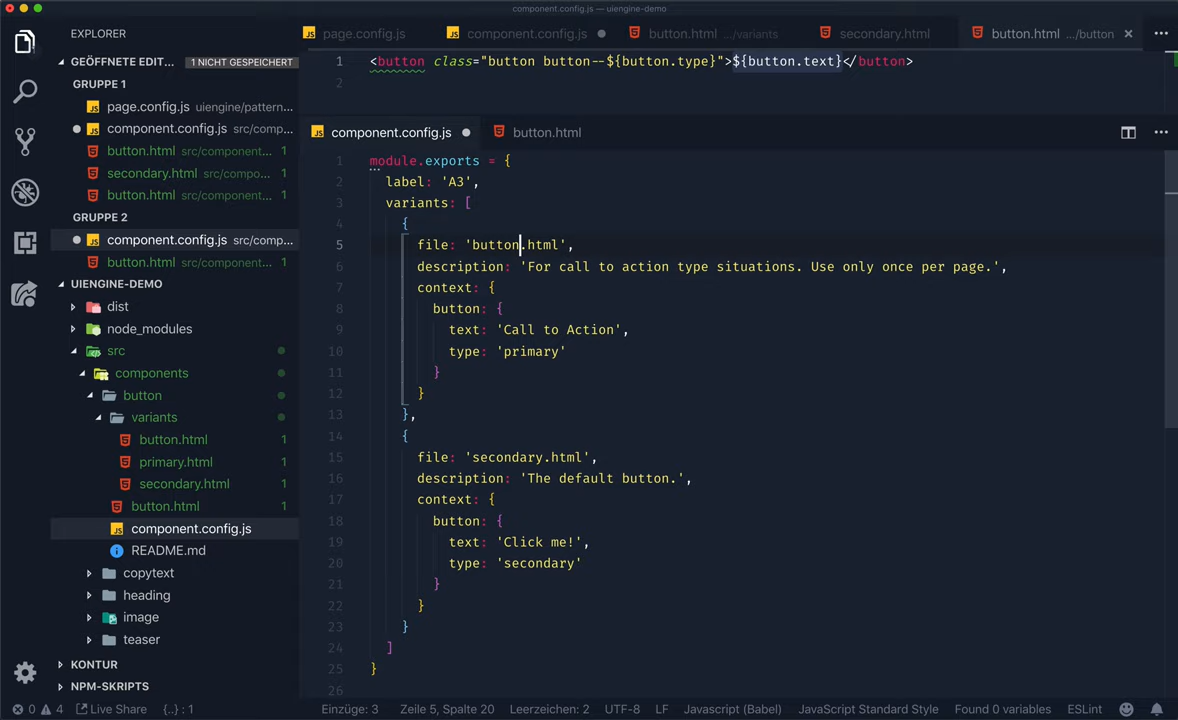 component.config.js — uiengine-demo
EXPLORER
GEÖFFNETE EDIT... 1 NICHT GESPEICHERT
GRUPPE 1
page.config.js uiengine/pattern...
component.config.js src/comp...
button.html src/component... 1
secondary.html src/compo... 1
button.html src/component... 1
GRUPPE 2
component.config.js src/comp...
button.html src/component... 1
UIENGINE-DEMO
dist
node_modules
src
components
button
variants
button.html 1
primary.html 1
secondary.html 1
button.html 1
component.config.js
README.md
copytext
heading
image
teaser
KONTUR
NPM-SKRIPTS
page.config.js component.config.js button.html .../variants secondary.html button.html .../button
1 <button class="button button--${button.type}">${button.text}</button>
2
component.config.js button.html
1 module.exports = {
2 label: 'A3',
3 variants: [
4 {
5 file: 'button.html',
6 description: 'For call to action type situations. Use only once per page.',
7 context: {
8 button: {
9 text: 'Call to Action',
10 type: 'primary'
11 }
12 }
13 },
14 {
15 file: 'secondary.html',
16 description: 'The default button.',
17 context: {
18 button: {
19 text: 'Click me!',
20 type: 'secondary'
21 }
22 }
23 }
24 ]
25 }
26
0 4 Live Share {..} : 1 Einzüge: 3 Zeile 5, Spalte 20 Leerzeichen: 2 UTF-8 LF Javascript (Babel) JavaScript Standard Style Found 0 variables ESLint